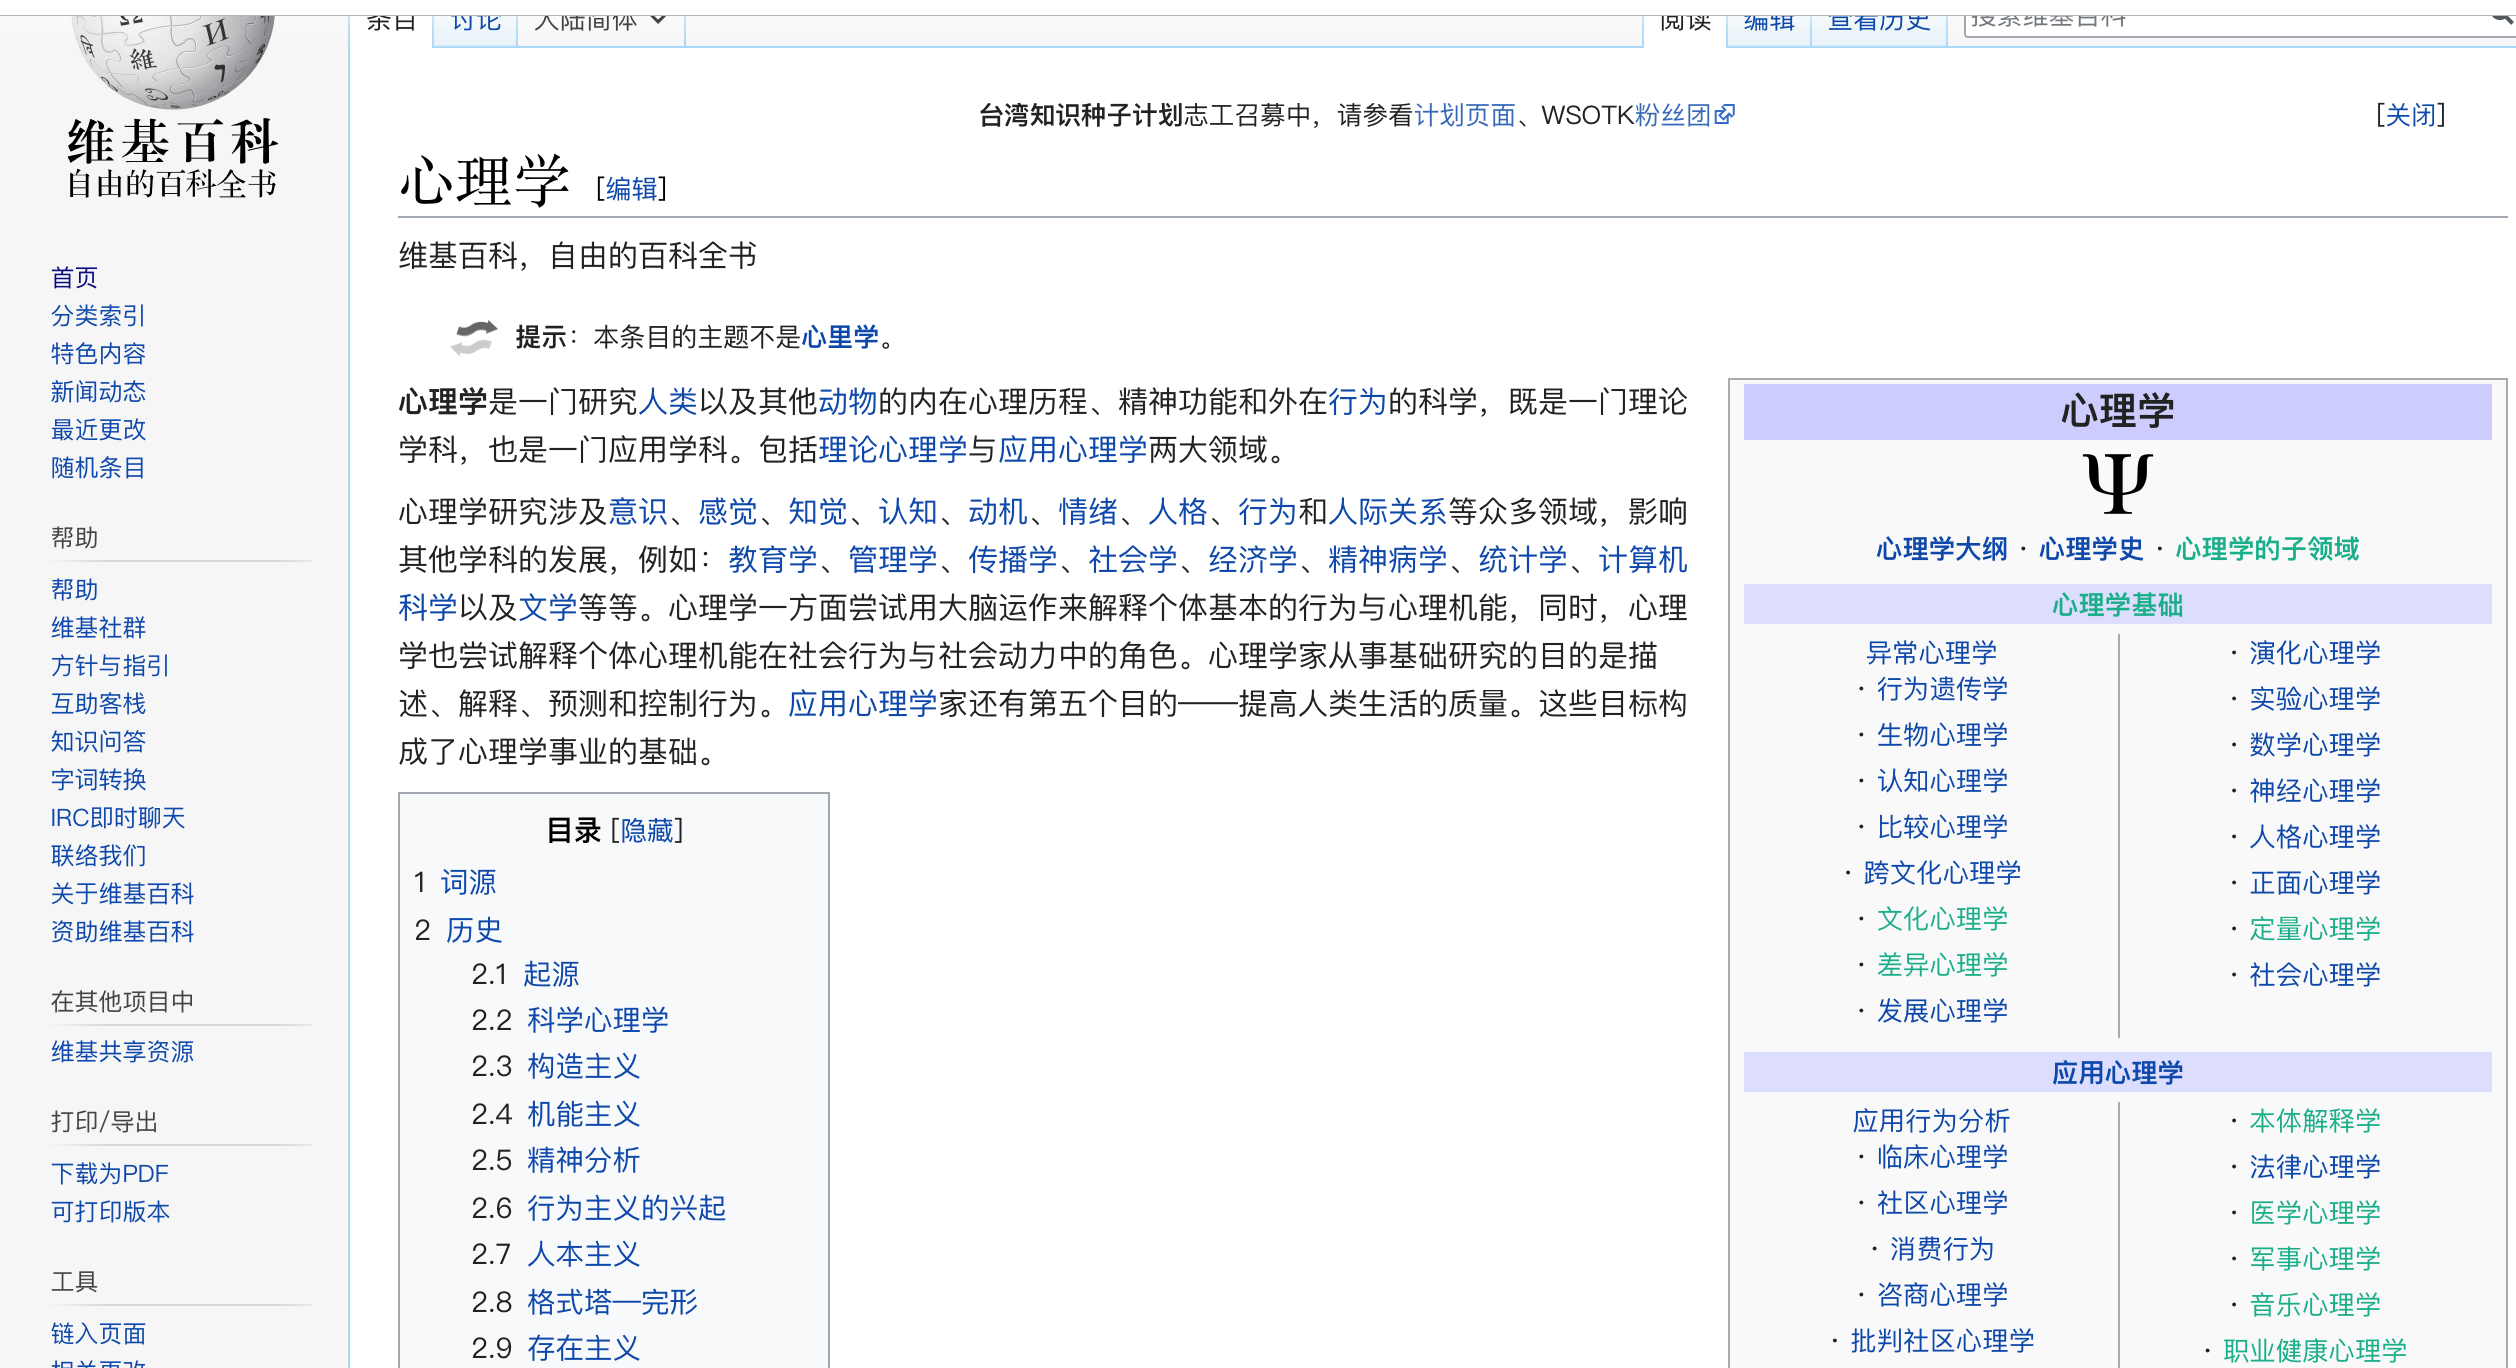 条目
讨论
大陆简体
阅读
编辑
查看历史
搜索维基百科
維
И
维基百科
自由的百科全书
首页
分类索引
特色内容
新闻动态
最近更改
随机条目
帮助
帮助
维基社群
方针与指引
互助客栈
知识问答
字词转换
IRC即时聊天
联络我们
关于维基百科
资助维基百科
在其他项目中
维基共享资源
打印/导出
下载为PDF
可打印版本
工具
链入页面
相关更改
台湾知识种子计划志工召募中，请参看计划页面、WSOTK粉丝团
[关闭]
心理学 [编辑]
维基百科，自由的百科全书
提示：本条目的主题不是心里学。
心理学是一门研究人类以及其他动物的内在心理历程、精神功能和外在行为的科学，既是一门理论
学科，也是一门应用学科。包括理论心理学与应用心理学两大领域。
心理学研究涉及意识、感觉、知觉、认知、动机、情绪、人格、行为和人际关系等众多领域，影响
其他学科的发展，例如：教育学、管理学、传播学、社会学、经济学、精神病学、统计学、计算机
科学以及文学等等。心理学一方面尝试用大脑运作来解释个体基本的行为与心理机能，同时，心理
学也尝试解释个体心理机能在社会行为与社会动力中的角色。心理学家从事基础研究的目的是描
述、解释、预测和控制行为。应用心理学家还有第五个目的——提高人类生活的质量。这些目标构
成了心理学事业的基础。
目录 [隐藏]
1 词源
2 历史
2.1 起源
2.2 科学心理学
2.3 构造主义
2.4 机能主义
2.5 精神分析
2.6 行为主义的兴起
2.7 人本主义
2.8 格式塔—完形
2.9 存在主义
心理学
Ψ
心理学大纲 · 心理学史 · 心理学的子领域
心理学基础
异常心理学
· 行为遗传学
· 生物心理学
· 认知心理学
· 比较心理学
· 跨文化心理学
· 文化心理学
· 差异心理学
· 发展心理学
· 演化心理学
· 实验心理学
· 数学心理学
· 神经心理学
· 人格心理学
· 正面心理学
· 定量心理学
· 社会心理学
应用心理学
应用行为分析
· 临床心理学
· 社区心理学
· 消费行为
· 咨商心理学
· 批判社区心理学
· 本体解释学
· 法律心理学
· 医学心理学
· 军事心理学
· 音乐心理学
· 职业健康心理学